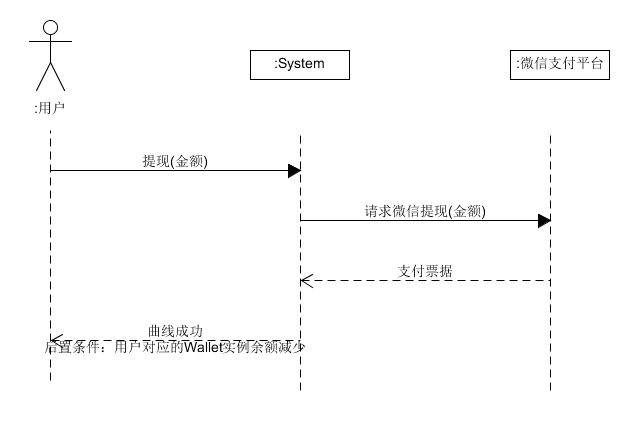 :System
:微信支付平台
:用户
提现(金额)
请求微信提现(金额)
支付票据
曲线成功
后置条件：用户对应的Wallet实例余额减少